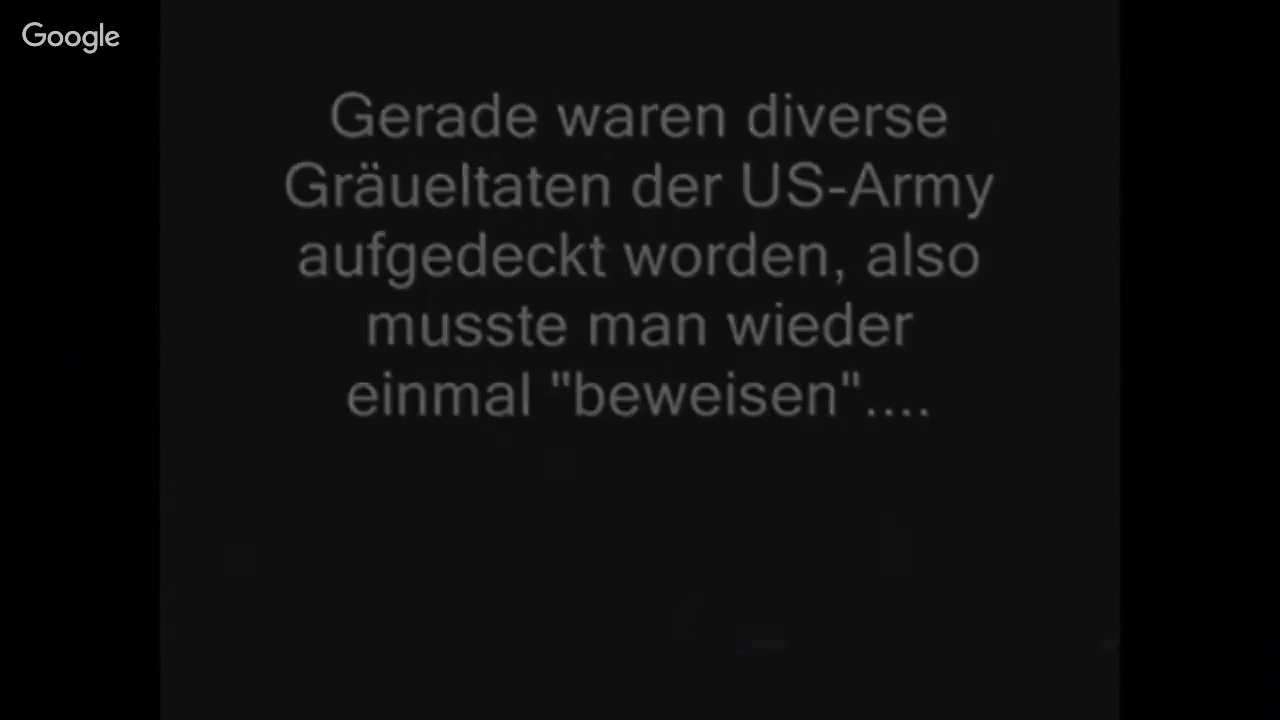 Google
Gerade waren diverse
Gräueltaten der US-Army
aufgedeckt worden, also
musste man wieder
einmal "beweisen"....